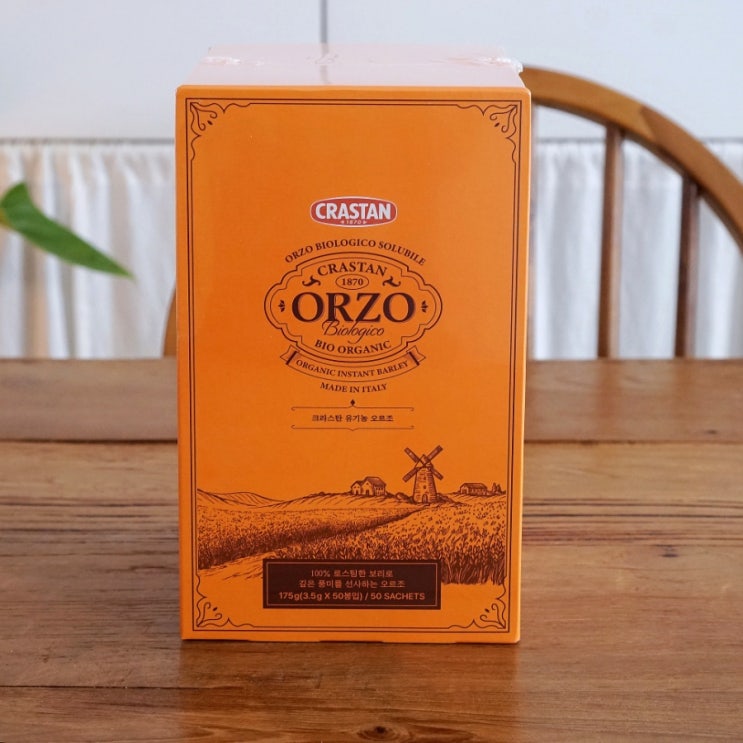 CRASTAN
1870
ORZO BIOLOGICO SOLUBILE
CRASTAN
1870
ORZO
Biologico
BIO ORGANIC
ORGANIC INSTANT BARLEY
MADE IN ITALY
크라스탄 유기농 오르조
100% 로스팅한 보리로
깊은 풍미를 선사하는 오르조
175g(3.5g X 50봉입) / 50 SACHETS